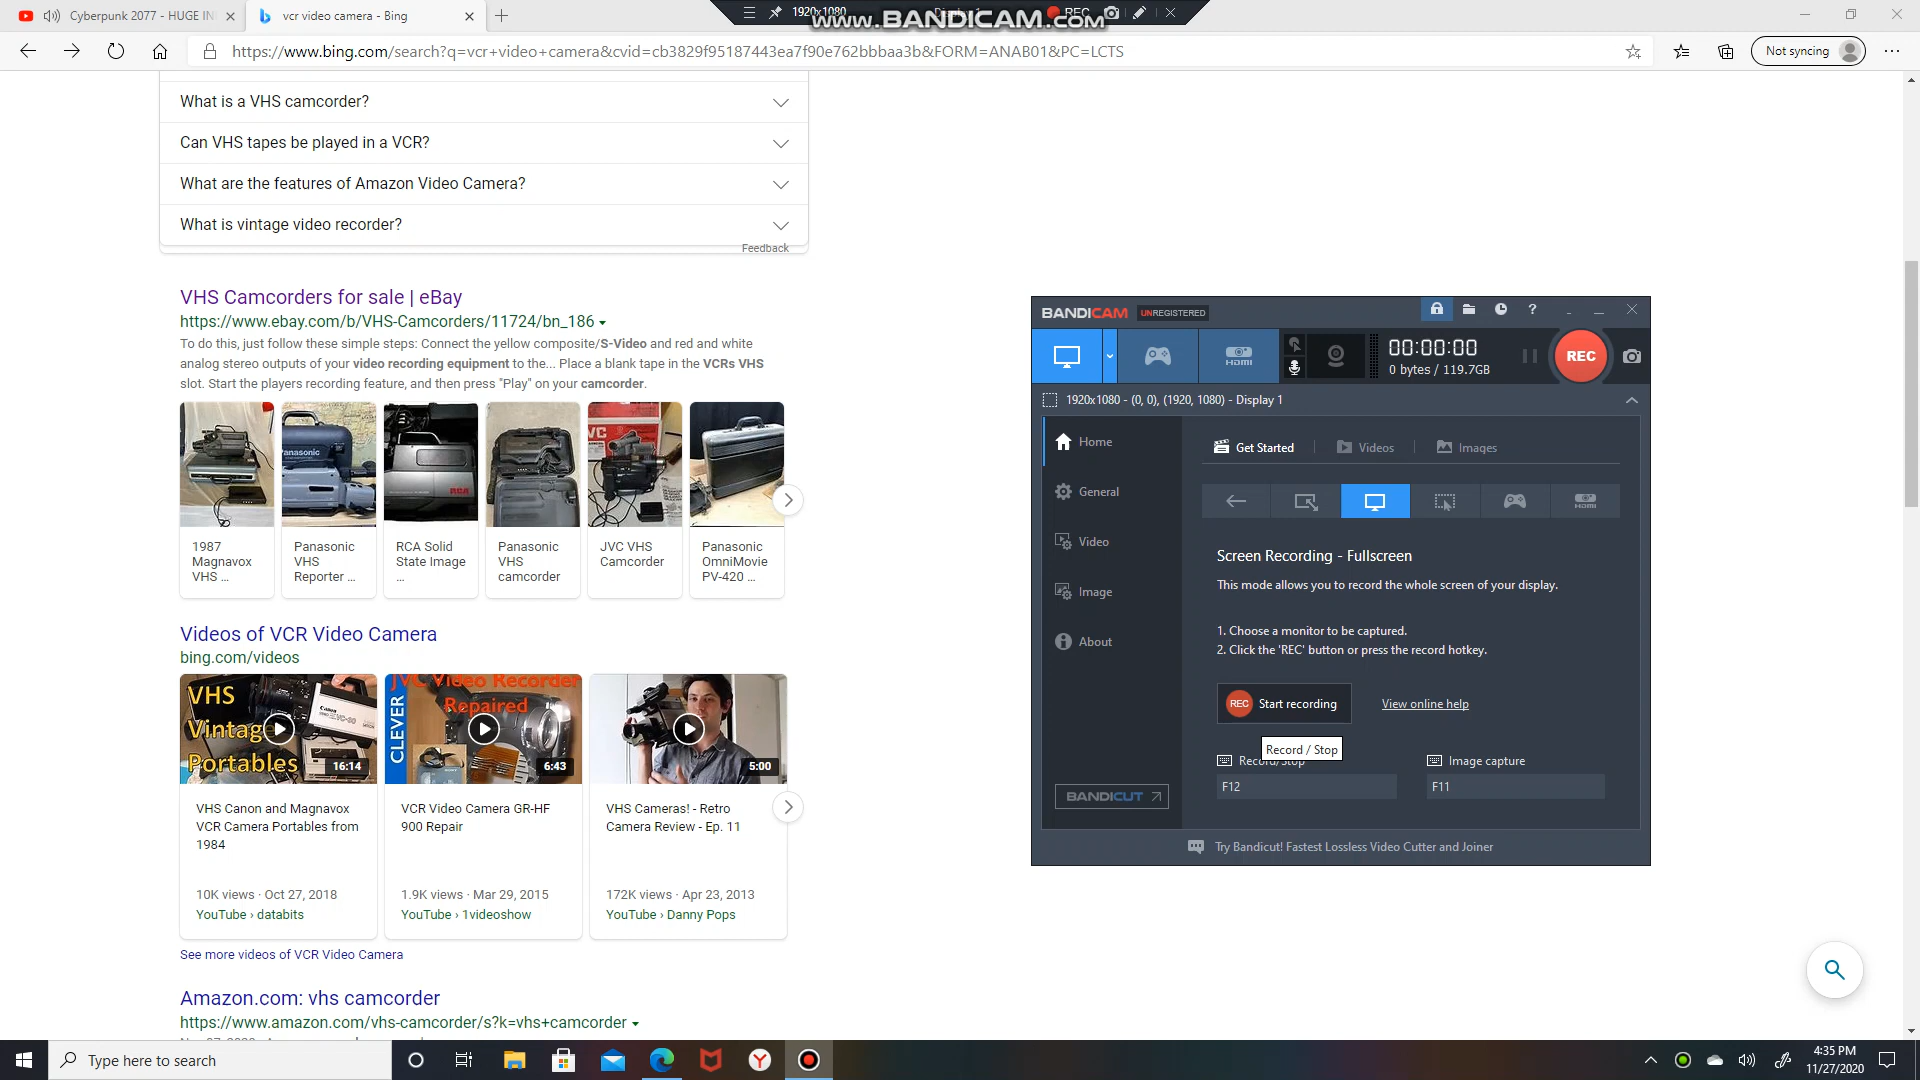 Cyberpunk 2077 - HUGE IN
vcr video camera - Bing
1920x1080
REC
www.BANDICAM.com
https://www.bing.com/search?q=vcr+video+camera&cvid=cb3829f95187443ea7f90e762bbbaa3b&FORM=ANAB01&PC=LCTS
Not syncing
What is a VHS camcorder?
Can VHS tapes be played in a VCR?
What are the features of Amazon Video Camera?
What is vintage video recorder?
Feedback
VHS Camcorders for sale | eBay
https://www.ebay.com/b/VHS-Camcorders/11724/bn_186
To do this, just follow these simple steps: Connect the yellow composite/S-Video and red and white
analog stereo outputs of your video recording equipment to the... Place a blank tape in the VCRs VHS
slot. Start the players recording feature, and then press "Play" on your camcorder.
Panasonic
RCA
VC
1987
Magnavox
VHS ...
Panasonic
VHS
Reporter ...
RCA Solid
State Image
...
Panasonic
VHS
camcorder
JVC VHS
Camcorder
Panasonic
OmniMovie
PV-420 ...
Videos of VCR Video Camera
bing.com/videos
VHS
Vintage
Portables
Canon
VC-30
16:14
JVC Video Recorder
Repaired
CLEVER
6:43
5:00
VHS Canon and Magnavox
VCR Camera Portables from
1984
10K views · Oct 27, 2018
YouTube › databits
VCR Video Camera GR-HF
900 Repair
1.9K views · Mar 29, 2015
YouTube › 1videoshow
VHS Cameras! - Retro
Camera Review - Ep. 11
172K views · Apr 23, 2013
YouTube › Danny Pops
See more videos of VCR Video Camera
Amazon.com: vhs camcorder
https://www.amazon.com/vhs-camcorder/s?k=vhs+camcorder
BANDICAM UNREGISTERED
?
HDMI
00:00:00
0 bytes / 119.7GB
REC
1920x1080 - (0, 0), (1920, 1080) - Display 1
Home
General
Video
Image
About
BANDICUT
Get Started
Videos
Images
HDMI
Screen Recording - Fullscreen
This mode allows you to record the whole screen of your display.
1. Choose a monitor to be captured.
2. Click the 'REC' button or press the record hotkey.
REC Start recording
View online help
Record / Stop
Record/Stop
F12
Image capture
F11
Try Bandicut! Fastest Lossless Video Cutter and Joiner
Type here to search
4:35 PM
11/27/2020